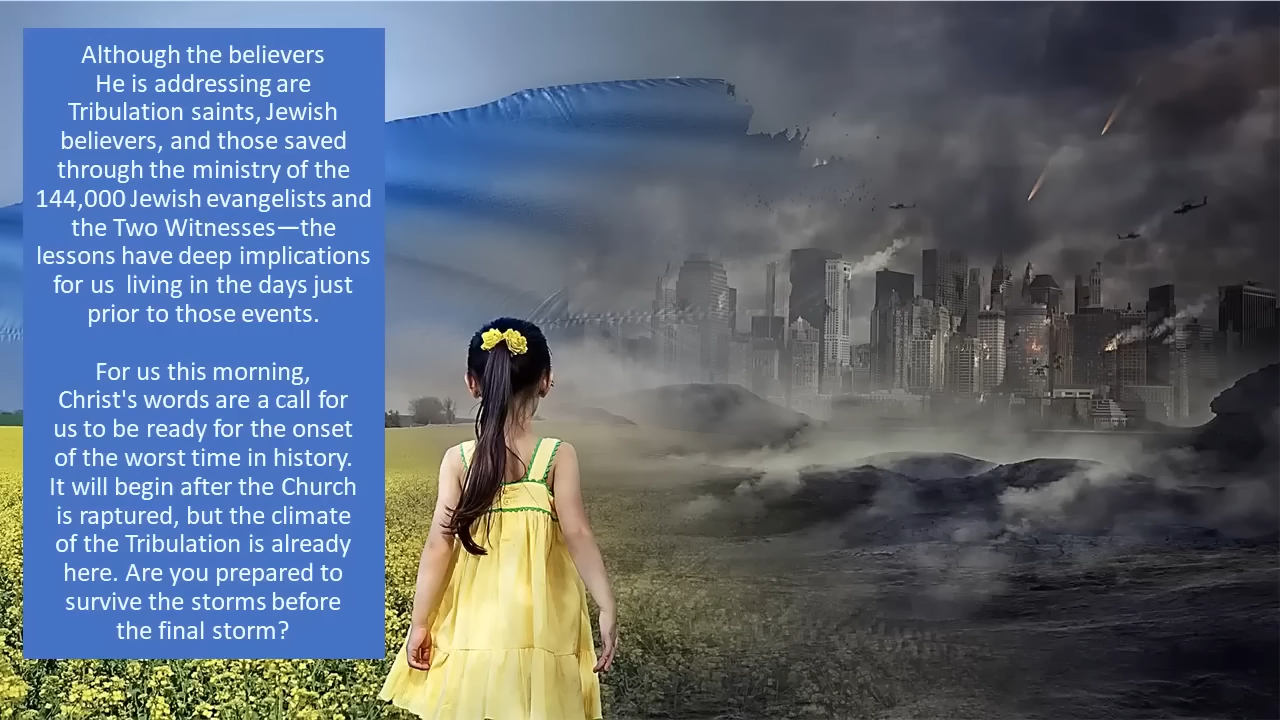 Although the believers
He is addressing are
Tribulation saints, Jewish
believers, and those saved
through the ministry of the
144,000 Jewish evangelists and
the Two Witnesses—the
lessons have deep implications
for us  living in the days just
prior to those events.

For us this morning,
Christ's words are a call for
us to be ready for the onset
of the worst time in history.
It will begin after the Church
is raptured, but the climate
of the Tribulation is already
here. Are you prepared to
survive the storms before
the final storm?